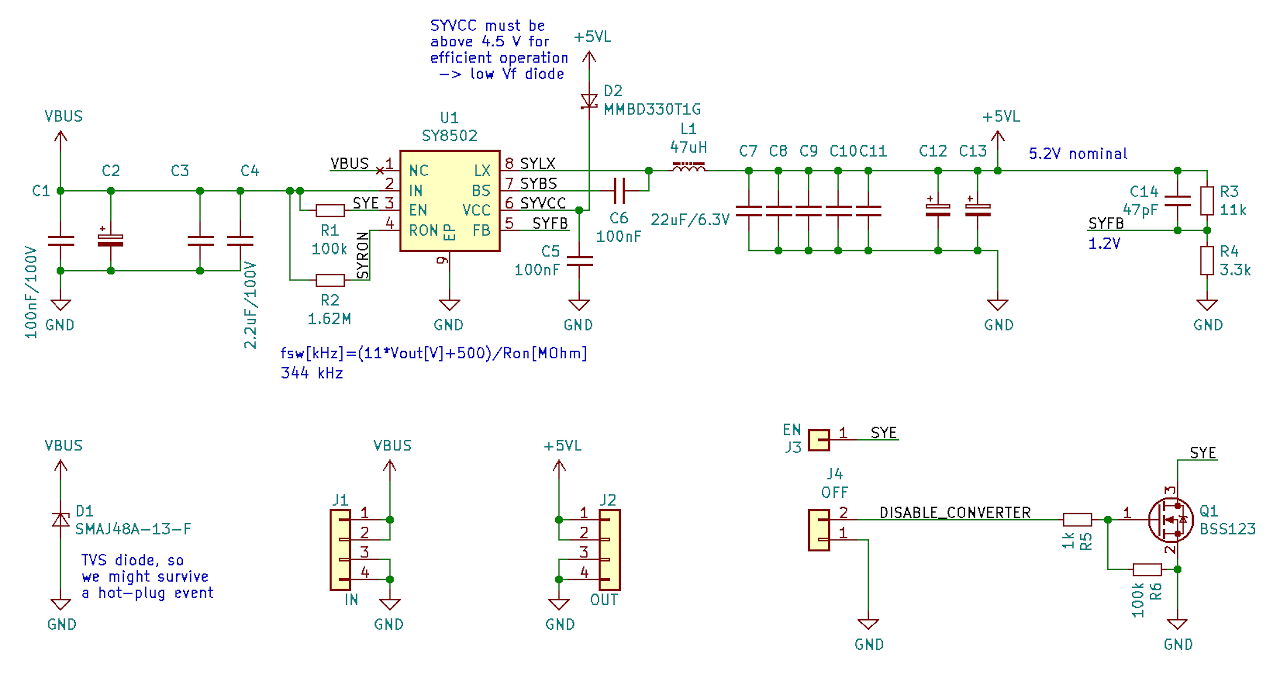 SYVCC must be
above 4.5 V for
efficient operation
-> low Vf diode
+5VL
D2
MMBD330T1G
VBUS
U1
SY8502
L1
47uH
+5VL
5.2V nominal
C1
100nF/100V
C2
C3
C4
2.2uF/100V
VBUS
1 NC
2 IN
SYE 3 EN
4 RON
SYRON
EP
9
LX 8 SYLX
BS 7 SYBS
VCC 6 SYVCC
FB 5 SYFB
R1
100k
R2
1.62M
C6
100nF
C5
100nF
C7 C8 C9 C10 C11 C12 C13
22uF/6.3V
C14
47pF
R3
11k
SYFB
1.2V
R4
3.3k
GND
GND
GND
GND
GND
fsw[kHz]=(11*Vout[V]+500)/Ron[MOhm]
344 kHz
VBUS
D1
SMAJ48A-13-F
TVS diode, so
we might survive
a hot-plug event
GND
VBUS
J1
1
2
3
4
IN
GND
+5VL
J2
1
2
3
4
OUT
GND
EN
J3
1 SYE
J4
OFF
2 DISABLE_CONVERTER
1
GND
1k
R5
100k
R6
SYE
3
1
2
Q1
BSS123
GND